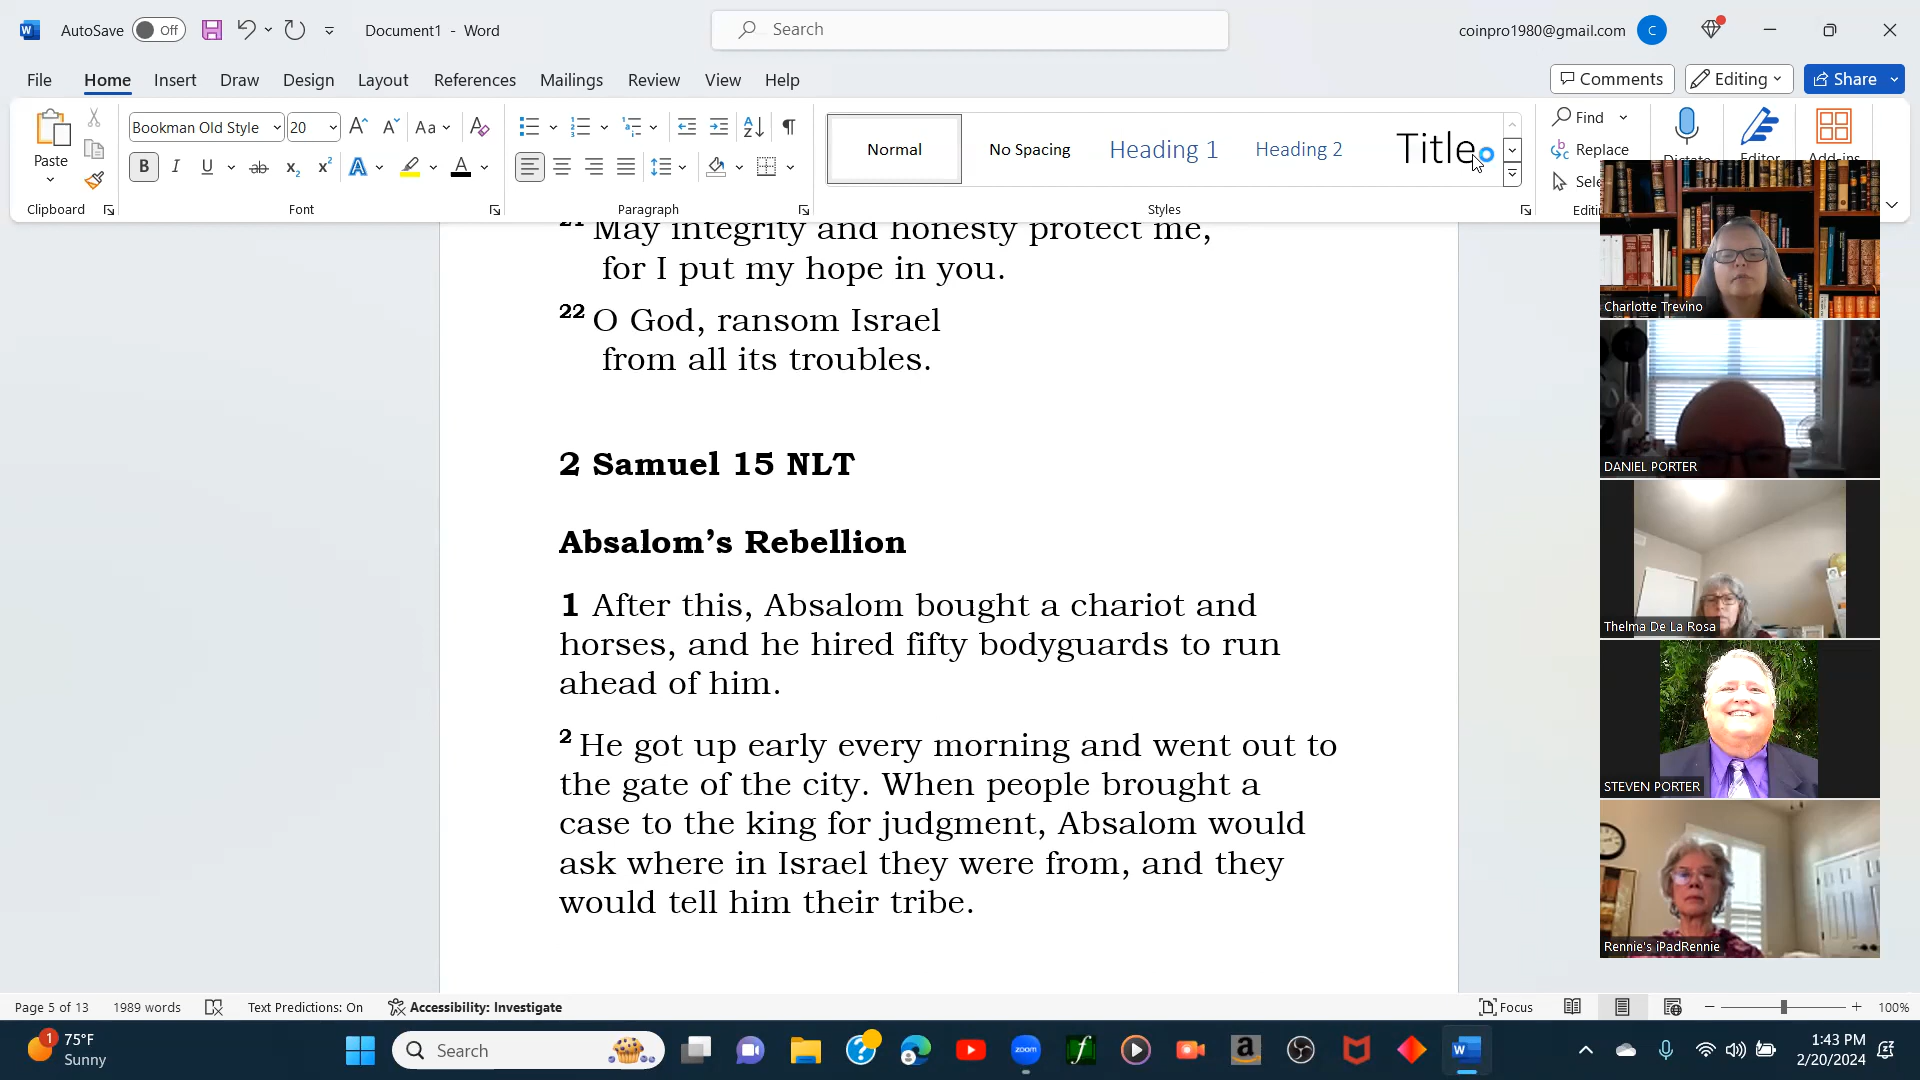 AutoSave Off Document1 - Word Search coinpro1980@gmail.com C
File Home Insert Draw Design Layout References Mailings Review View Help Comments Editing Share
Paste Bookman Old Style 20 Aa Normal No Spacing Heading 1 Heading 2 Title Find
Replace
Clipboard Font Paragraph Styles
21 May integrity and honesty protect me,
for I put my hope in you.
22 O God, ransom Israel
from all its troubles.
2 Samuel 15 NLT
Absalom’s Rebellion
1 After this, Absalom bought a chariot and
horses, and he hired fifty bodyguards to run
ahead of him.
2 He got up early every morning and went out to
the gate of the city. When people brought a
case to the king for judgment, Absalom would
ask where in Israel they were from, and they
would tell him their tribe.
Charlotte Trevino
DANIEL PORTER
Thelma De La Rosa
STEVEN PORTER
Rennie's iPadRennie
Page 5 of 13 1989 words Text Predictions: On Accessibility: Investigate Focus 100%
1 75°F
Sunny
Search
zoom
1:43 PM
2/20/2024